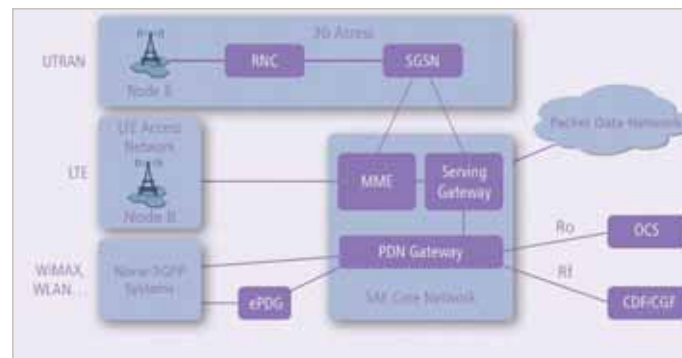 3G Access
UTRAN
RNC
SGSN
Node B
LTE Access
Network
Packet Data Network
LTE
MME
Serving
Gateway
Node B
Ro
OCS
PDN Gateway
WiMAX,
WLAN...
None-3GPP
Systems
ePDG
SAE Core Network
Rf
CDF/CGF